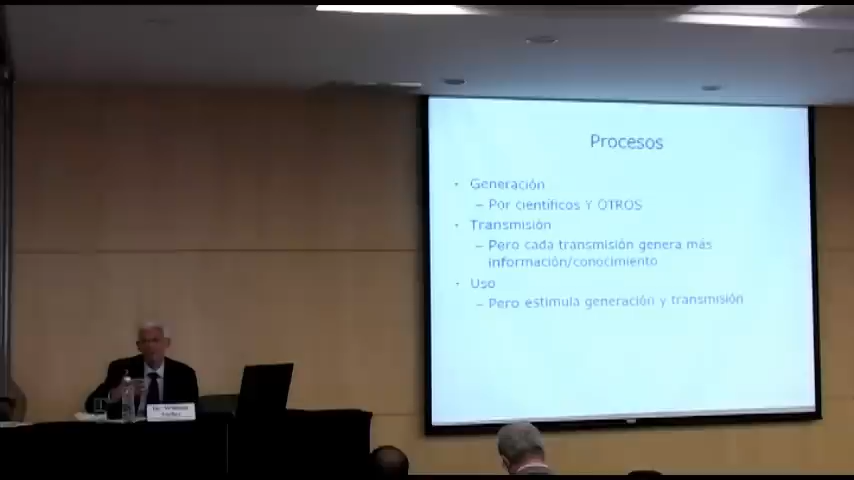 Procesos
· Generación
– Por científicos Y OTROS
· Transmisión
– Pero cada transmisión genera más
información/conocimiento
· Uso
– Pero estimula generación y transmisión